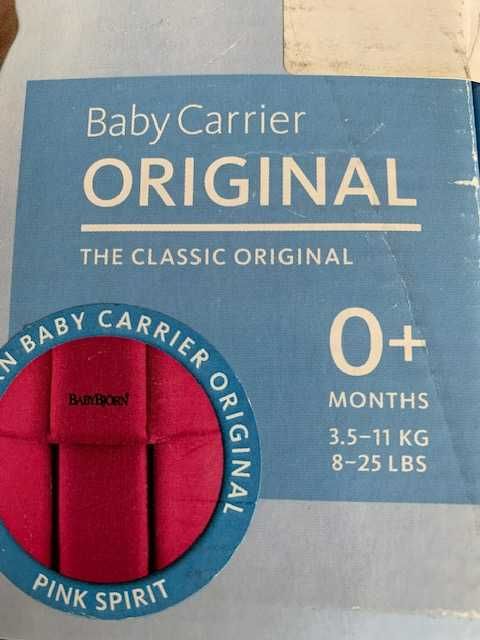 Baby Carrier
ORIGINAL
THE CLASSIC ORIGINAL
0+
MONTHS
3.5–11 KG
8–25 LBS
BABY CARRIER ORIGINAL
BABYBJÖRN
PINK SPIRIT